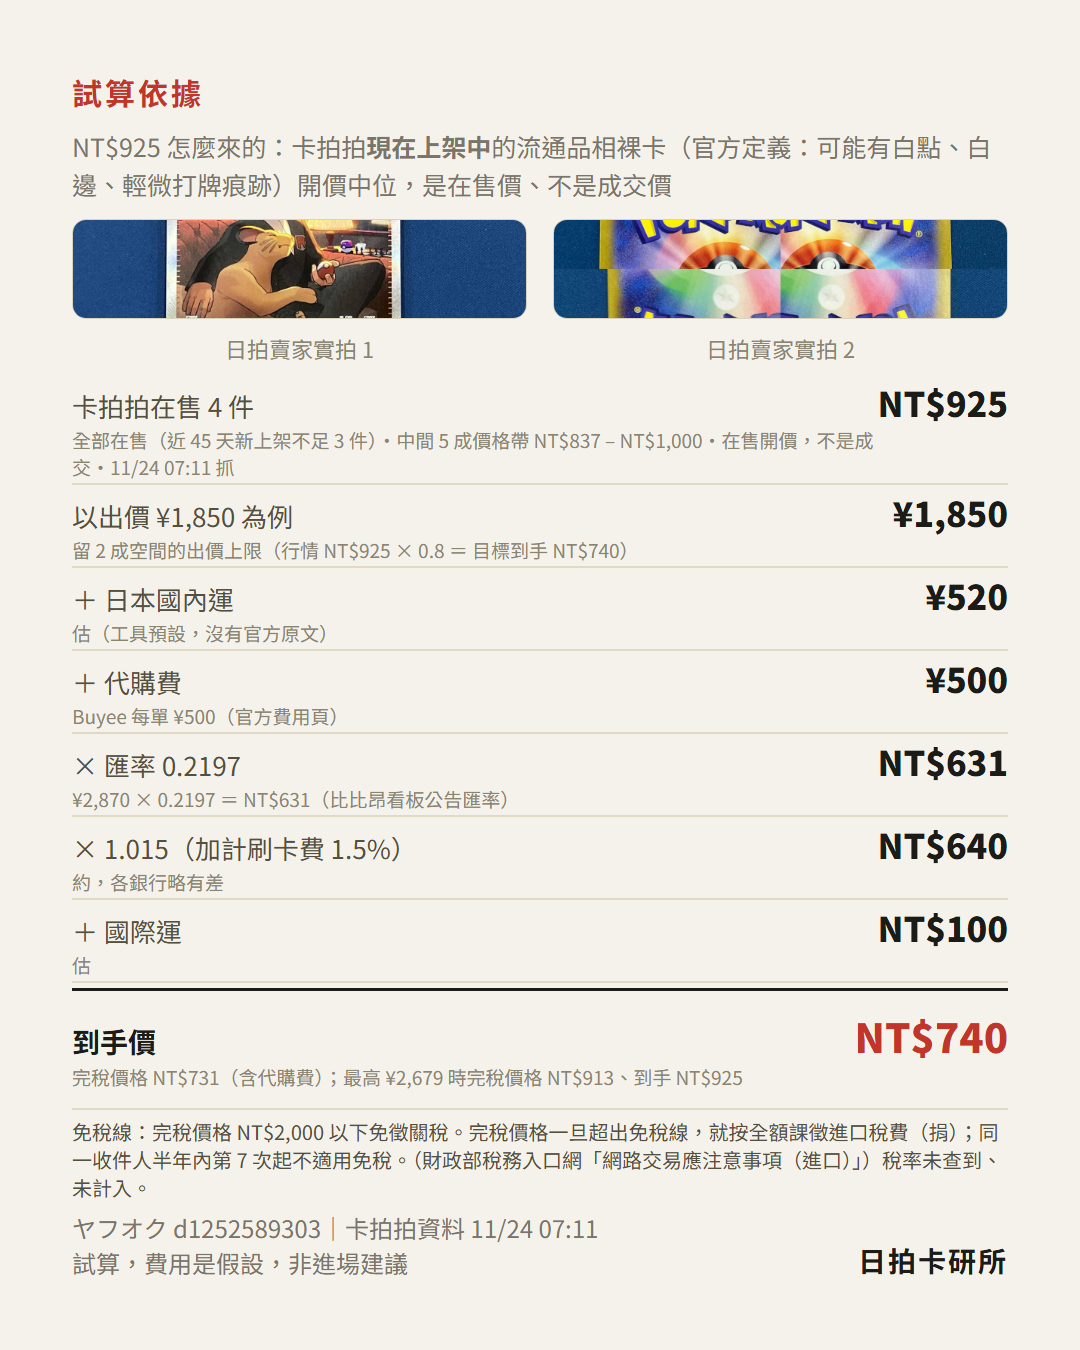 試算依據
NT$925 怎麼來的：卡拍拍現在上架中的流通品相裸卡（官方定義：可能有白點、白
邊、輕微打牌痕跡）開價中位，是在售價、不是成交價
日拍賣家實拍 1
日拍賣家實拍 2
卡拍拍在售 4 件
NT$925
全部在售（近 45 天新上架不足 3 件）・中間 5 成價格帶 NT$837 – NT$1,000・在售開價，不是成
交・11/24 07:11 抓
以出價 ¥1,850 為例
¥1,850
留 2 成空間的出價上限（行情 NT$925 × 0.8 ＝ 目標到手 NT$740）
＋ 日本國內運
¥520
估（工具預設，沒有官方原文）
＋ 代購費
¥500
Buyee 每單 ¥500（官方費用頁）
× 匯率 0.2197
NT$631
¥2,870 × 0.2197 ＝ NT$631（比比昂看板公告匯率）
× 1.015（加計刷卡費 1.5%）
NT$640
約，各銀行略有差
＋ 國際運
NT$100
估
到手價
NT$740
完稅價格 NT$731（含代購費）；最高 ¥2,679 時完稅價格 NT$913、到手 NT$925
免稅線：完稅價格 NT$2,000 以下免徵關稅。完稅價格一旦超出免稅線，就按全額課徵進口稅費（捐）；同
一收件人半年內第 7 次起不適用免稅。（財政部稅務入口網「網路交易應注意事項（進口）」）稅率未查到、
未計入。
ヤフオク d1252589303｜卡拍拍資料 11/24 07:11
試算，費用是假設，非進場建議
日拍卡研所